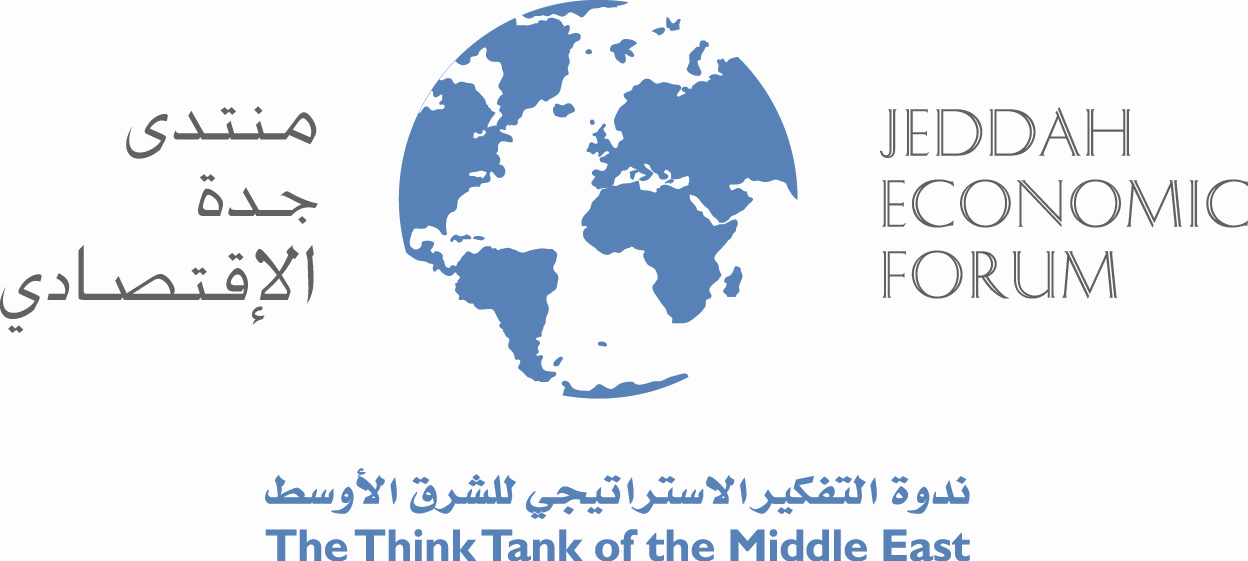 منتدى
جدة
الإقتصادي
JEDDAH
ECONOMIC
FORUM
ندوة التفكير الاستراتيجي للشرق الأوسط
The Think Tank of the Middle East